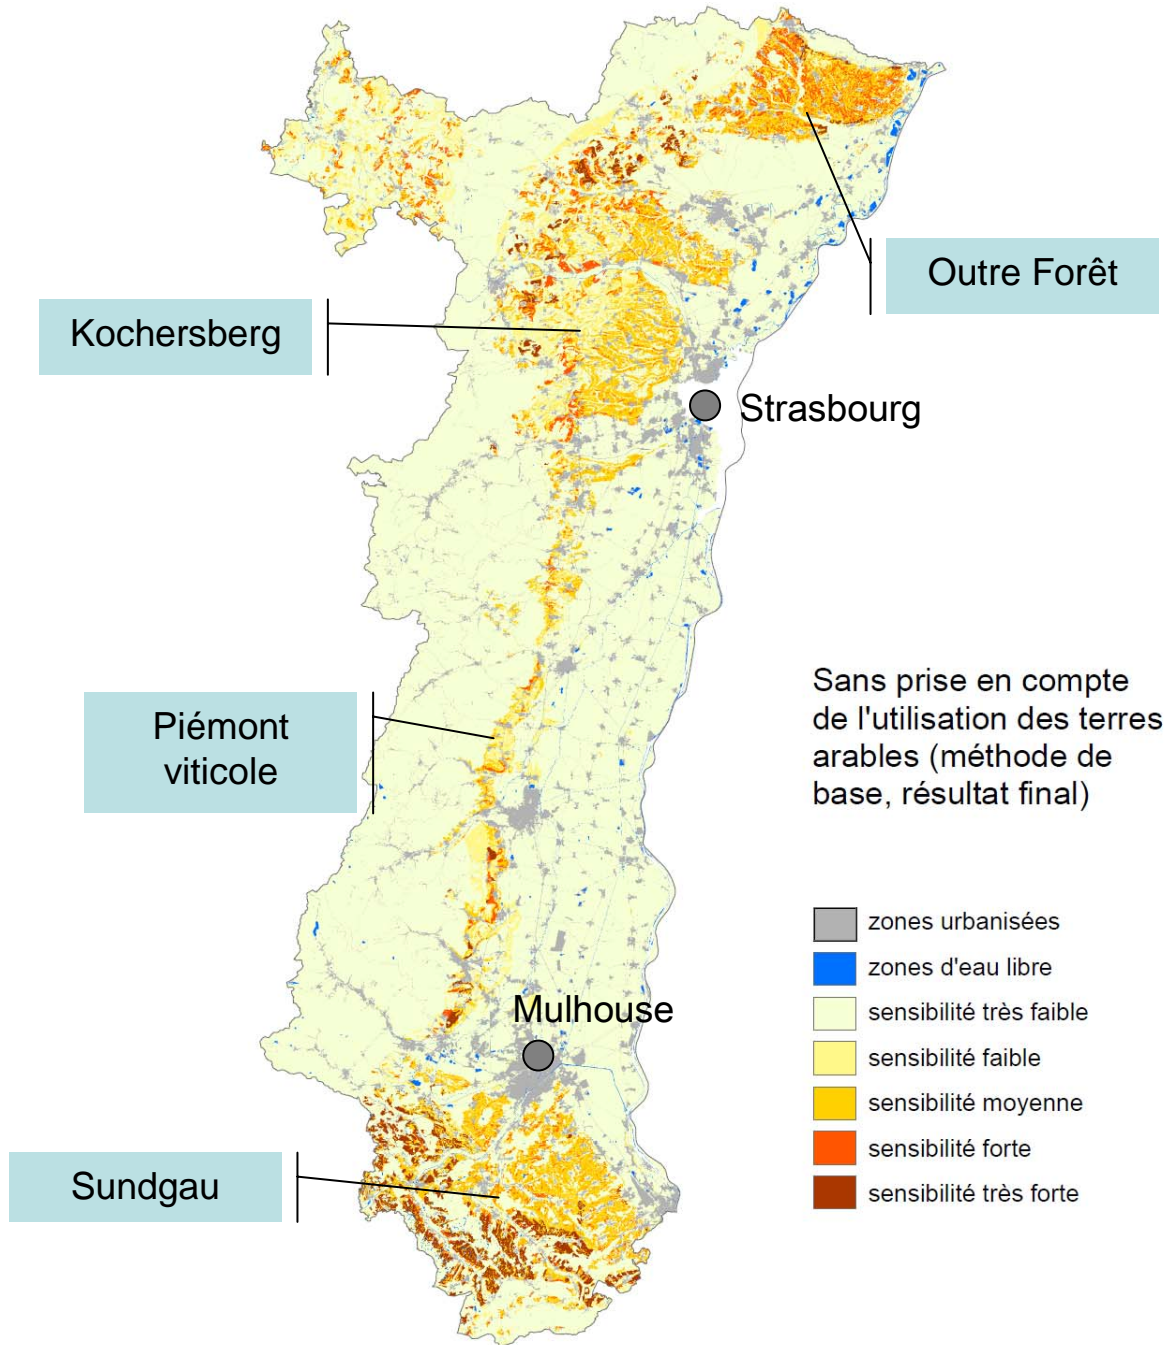 Outre Forêt
Kochersberg
Strasbourg
Sans prise en compte
de l'utilisation des terres
arables (méthode de
base, résultat final)
Piémont
viticole
zones urbanisées
zones d'eau libre
sensibilité très faible
sensibilité faible
sensibilité moyenne
sensibilité forte
sensibilité très forte
Mulhouse
Sundgau